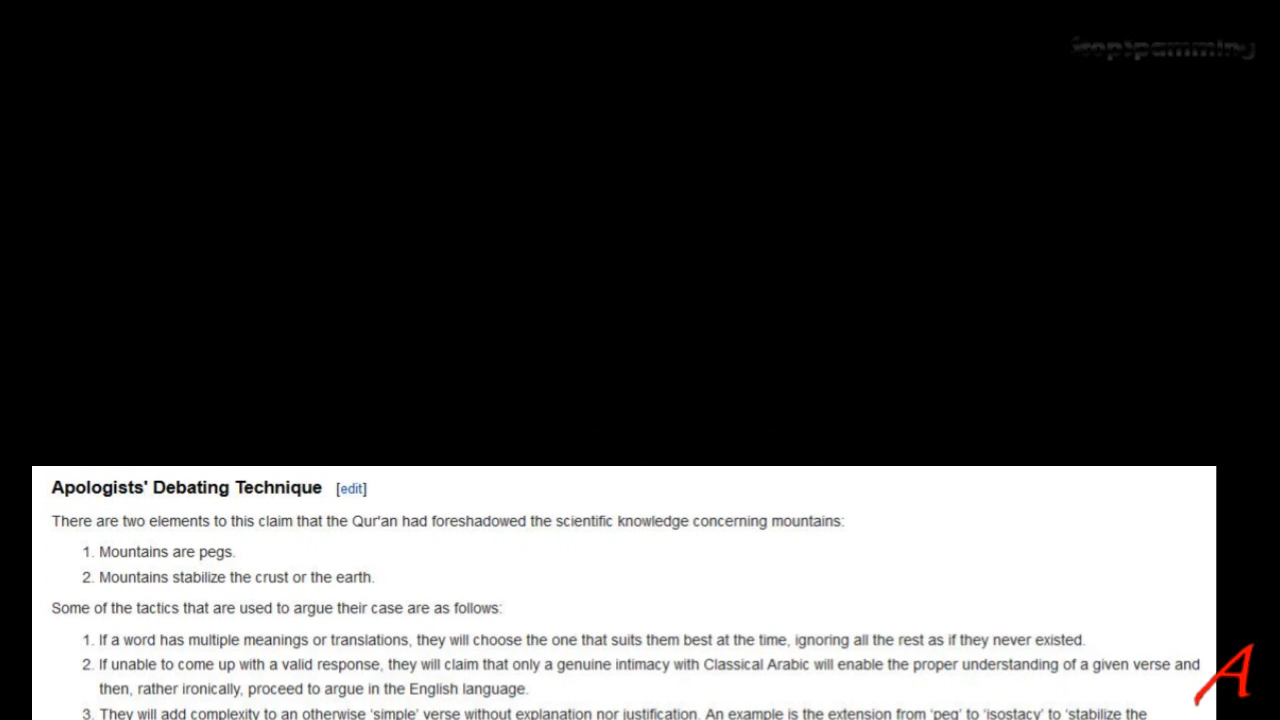 Apologists' Debating Technique [edit]
There are two elements to this claim that the Qur'an had foreshadowed the scientific knowledge concerning mountains:
1. Mountains are pegs.
2. Mountains stabilize the crust or the earth.
Some of the tactics that are used to argue their case are as follows:
1. If a word has multiple meanings or translations, they will choose the one that suits them best at the time, ignoring all the rest as if they never existed.
2. If unable to come up with a valid response, they will claim that only a genuine intimacy with Classical Arabic will enable the proper understanding of a given verse and
then, rather ironically, proceed to argue in the English language.
3. They will add complexity to an otherwise ‘simple’ verse without explanation nor justification. An example is the extension from ‘peg’ to ‘isostacy’ to ‘stabilize the
A